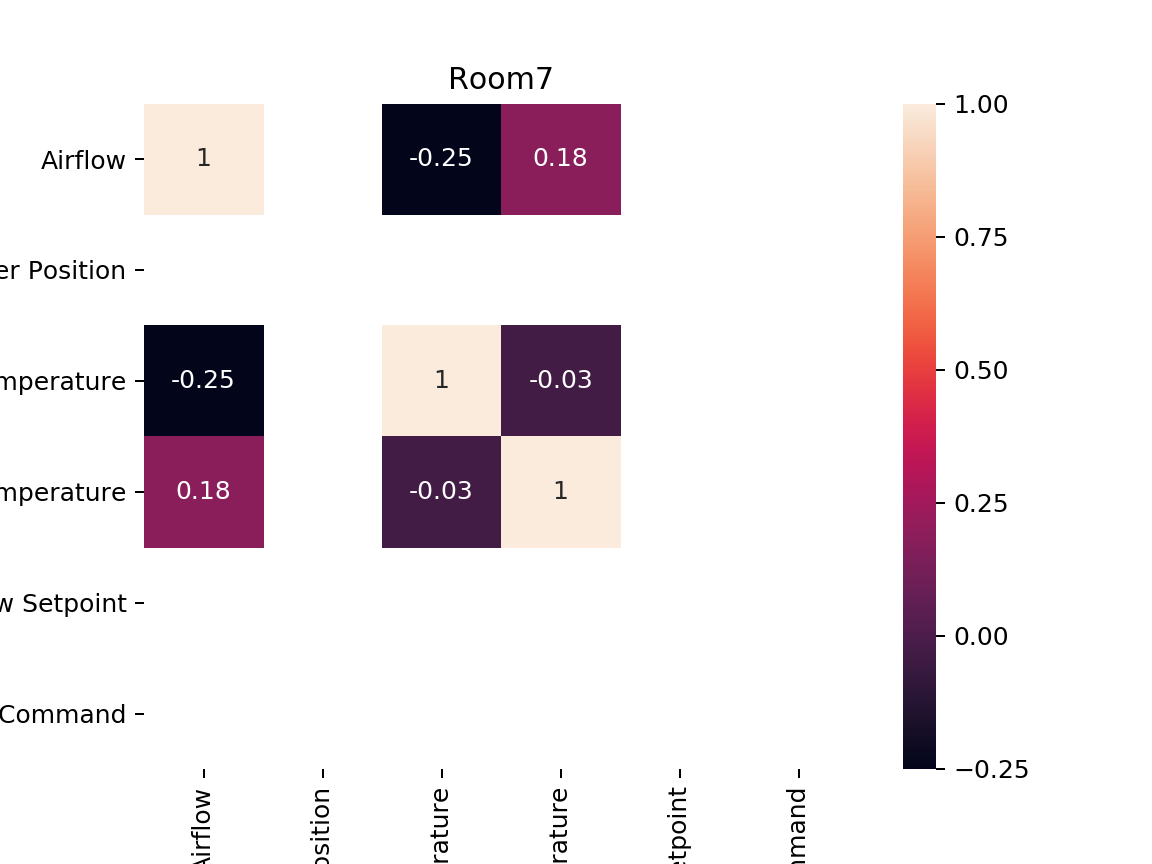 Room7
1.00
Airflow
1
-0.25
0.18
0.75
er Position
mperature
-0.25
1
-0.03
0.50
mperature
0.18
-0.03
1
0.25
w Setpoint
0.00
Command
−0.25
Airflow
osition
rature
rature
etpoint
mmand